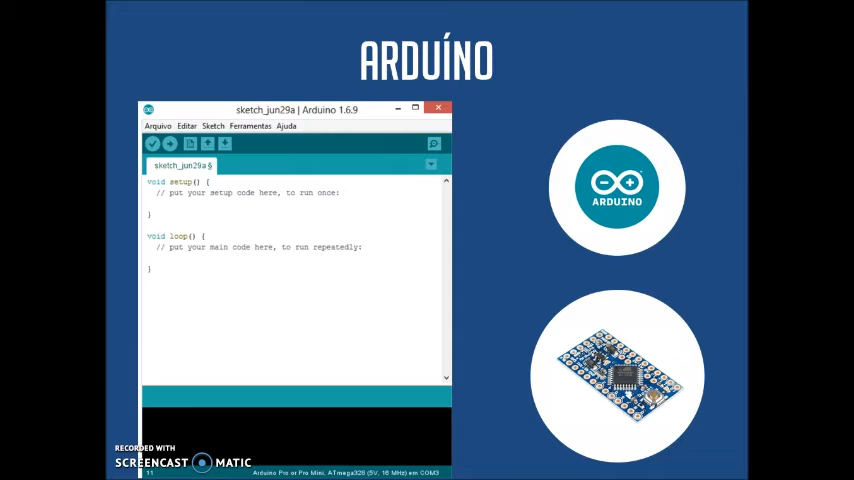 ARDUÍNO
sketch_jun29a | Arduino 1.6.9
Arquivo Editar Sketch Ferramentas Ajuda
sketch_jun29a §
void setup() {
// put your setup code here, to run once:
}
void loop() {
// put your main code here, to run repeatedly:
}
ARDUINO
RECORDED WITH
SCREENCAST MATIC
11
Arduino Pro or Pro Mini, ATmega328 (5V, 16 MHz) em COM3